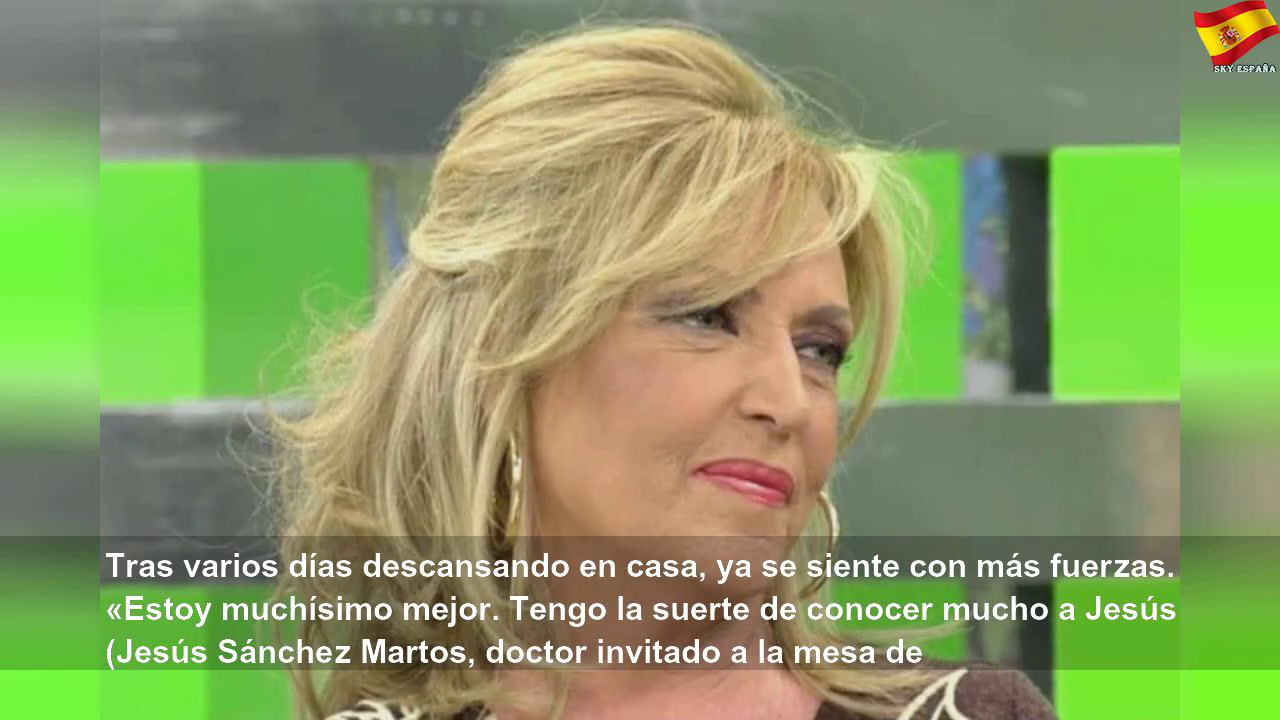 SKY ESPAÑA
Tras varios días descansando en casa, ya se siente con más fuerzas.
«Estoy muchísimo mejor. Tengo la suerte de conocer mucho a Jesús
(Jesús Sánchez Martos, doctor invitado a la mesa de